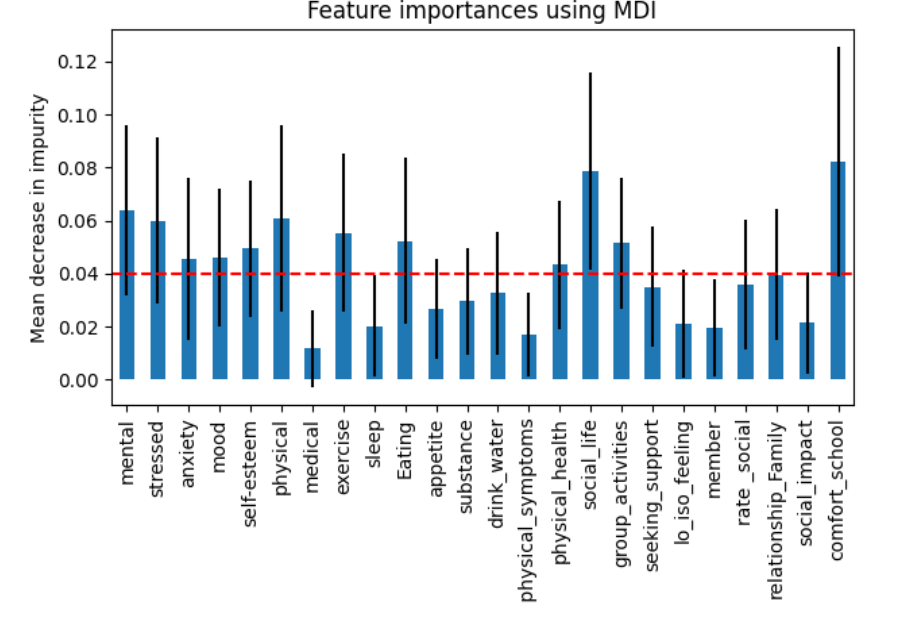 Feature importances using MDI
Mean decrease in impurity
0.12
0.10
0.08
0.06
0.04
0.02
0.00
mental
stressed
anxiety
mood
self-esteem
physical
medical
exercise
sleep
Eating
appetite
substance
drink_water
physical_symptoms
physical_health
social_life
group_activities
seeking_support
lo_iso_feeling
member
rate _social
relationship_Family
social_impact
comfort_school